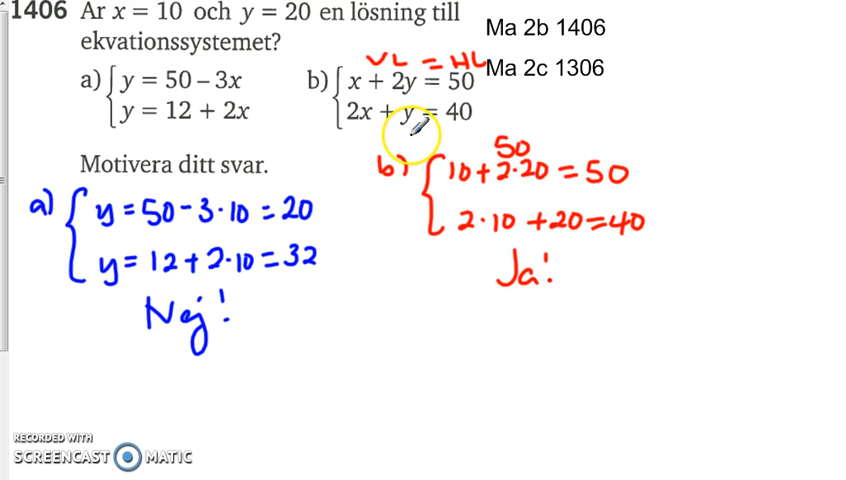 1406 Är x = 10 och y = 20 en lösning till
ekvationssystemet?
Ma 2b 1406
Ma 2c 1306
VL = HL
a) { y = 50 – 3x
y = 12 + 2x
b) { x + 2y = 50
2x + y = 40
Motivera ditt svar.
a) { y = 50 - 3·10 = 20
y = 12 + 2·10 = 32
Nej!
50
b) { 10 + 2·20 = 50
2·10 + 20 = 40
Ja!
RECORDED WITH
SCREENCAST MATIC